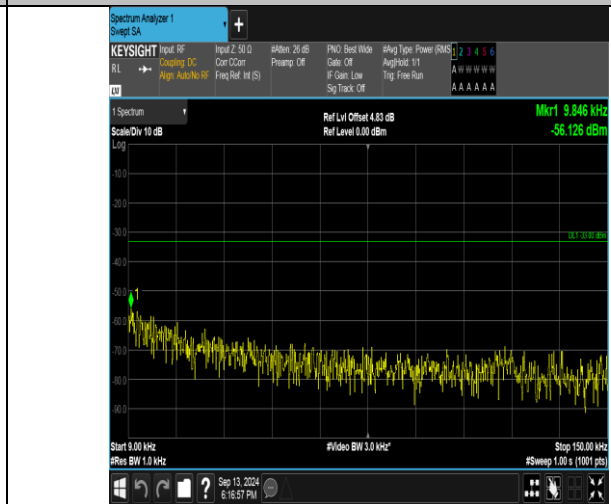 Spectrum Analyzer 1
Swept SA
+
KEYSIGHT Input: RF Input Z: 50 Ω #Atten: 26 dB PNO: Best Wide #Avg Type: Power (RMS 1 2 3 4 5 6
RL Coupling: DC Corr CCorr Preamp: Off Gate: Off Avg|Hold: 1/1 A W W W W W
Align: Auto/No RF Freq Ref: Int (S) IF Gain: Low Trig: Free Run
Sig Track: Off A A A A A A
LXI
1 Spectrum Ref Lvl Offset 4.83 dB Mkr1 9.846 kHz
Scale/Div 10 dB Ref Level 0.00 dBm -56.126 dBm
Log
-10.0
-20.0
-30.0
DL1 -33.00 dBm
-40.0
-50.0
1
-60.0
-70.0
-80.0
-90.0
Start 9.00 kHz #Video BW 3.0 kHz* Stop 150.00 kHz
#Res BW 1.0 kHz #Sweep 1.00 s (1001 pts)
? Sep 13, 2024
6:16:57 PM